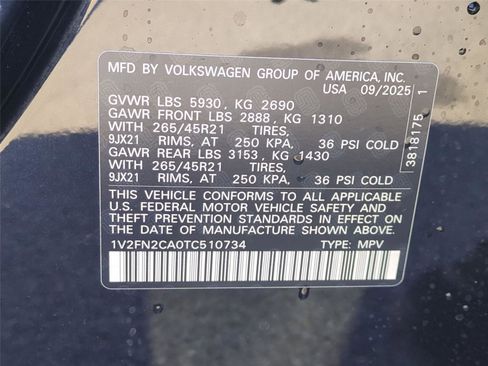 MFD BY VOLKSWAGEN GROUP OF AMERICA, INC.
USA 09/2025
GVWR LBS 5930, KG 2690
GAWR FRONT LBS 2888, KG 1310
WITH 265/45R21 TIRES,
9JX21 RIMS, AT 250 KPA, 36 PSI COLD
GAWR REAR LBS 3153, KG 1430
WITH 265/45R21 TIRES,
9JX21 RIMS, AT 250 KPA, 36 PSI COLD
THIS VEHICLE CONFORMS TO ALL APPLICABLE
U.S. FEDERAL MOTOR VEHICLE SAFETY AND
THEFT PREVENTION STANDARDS IN EFFECT ON
THE DATE OF MANUFACTURE SHOWN ABOVE.
1V2FN2CA0TC510734 TYPE: MPV
3818175 1